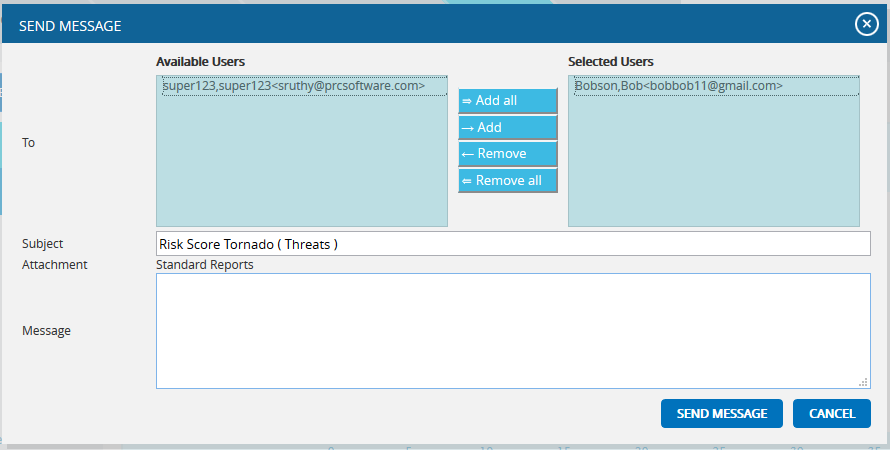 SEND MESSAGE
Available Users
Selected Users
super123,super123<sruthy@prcsoftware.com>
Bobson,Bob<bobbob11@gmail.com>
⇒ Add all
→ Add
← Remove
⇐ Remove all
To
Subject
Risk Score Tornado ( Threats )
Attachment
Standard Reports
Message
SEND MESSAGE
CANCEL